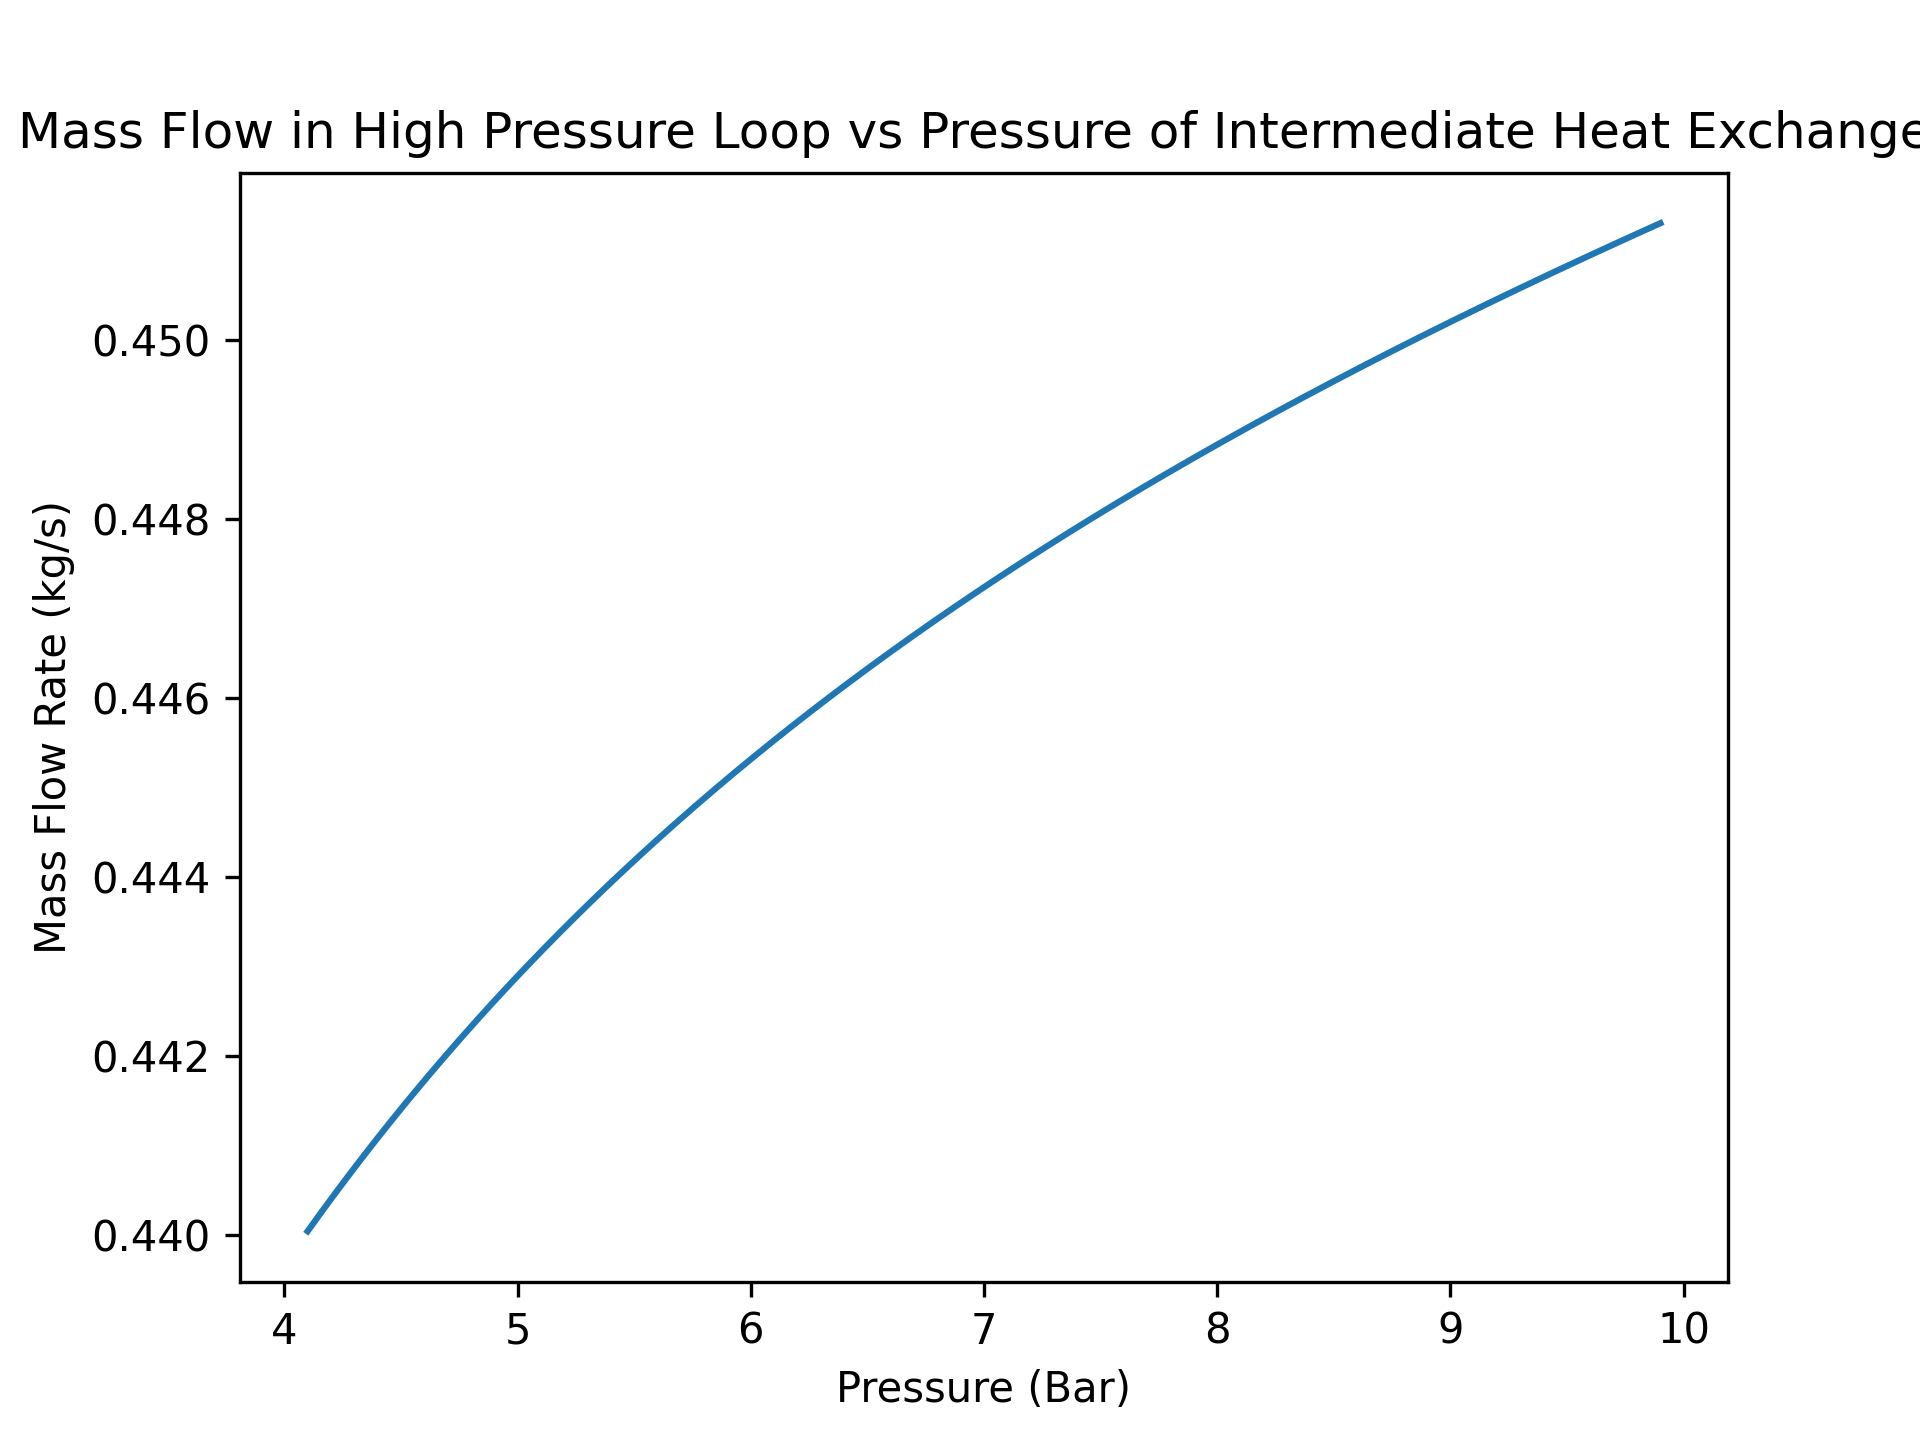 Mass Flow in High Pressure Loop vs Pressure of Intermediate Heat Exchange
Mass Flow Rate (kg/s)
0.450
0.448
0.446
0.444
0.442
0.440
4 5 6 7 8 9 10
Pressure (Bar)